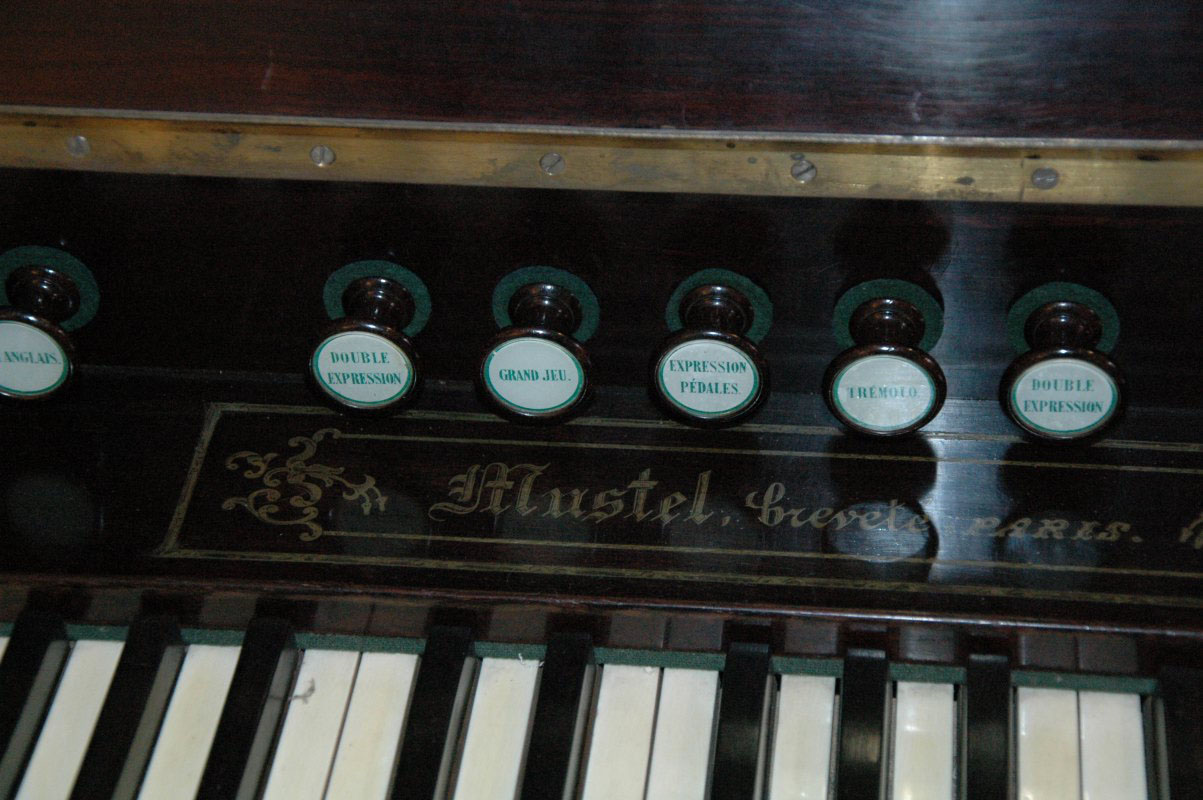 ANGLAIS.
DOUBLE
EXPRESSION
GRAND JEU.
EXPRESSION
PÉDALES.
TRÉMOLO.
DOUBLE
EXPRESSION
Mustel, breveté, PARIS.